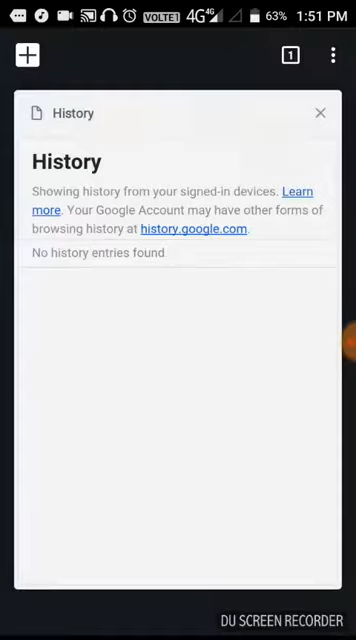 VOLTE1 4G 4G 63% 1:51 PM
1
History
History
Showing history from your signed-in devices. Learn
more. Your Google Account may have other forms of
browsing history at history.google.com.
No history entries found
DU SCREEN RECORDER